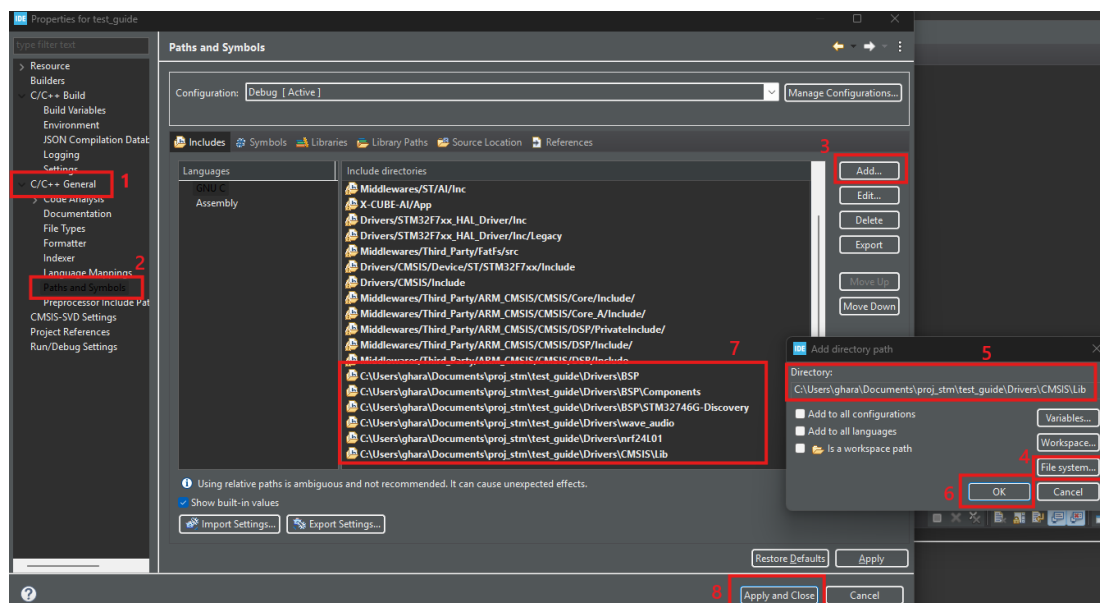 IDE Properties for test_guide
type filter text
Resource
Builders
C/C++ Build
Build Variables
Environment
JSON Compilation Datab
Logging
Settings
C/C++ General
1
Code Analysis
Documentation
File Types
Formatter
Indexer
Language Mappings
2
Paths and Symbols
Preprocessor Include Pat
CMSIS-SVD Settings
Project References
Run/Debug Settings
Paths and Symbols
Configuration: Debug [ Active ]
Manage Configurations...
Includes Symbols Libraries Library Paths Source Location References
3
Languages
GNU C
Assembly
Include directories
Middlewares/ST/AI/Inc
X-CUBE-AI/App
Drivers/STM32F7xx_HAL_Driver/Inc
Drivers/STM32F7xx_HAL_Driver/Inc/Legacy
Middlewares/Third_Party/FatFs/src
Drivers/CMSIS/Device/ST/STM32F7xx/Include
Drivers/CMSIS/Include
Middlewares/Third_Party/ARM_CMSIS/CMSIS/Core/Include/
Middlewares/Third_Party/ARM_CMSIS/CMSIS/Core_A/Include/
Middlewares/Third_Party/ARM_CMSIS/CMSIS/DSP/PrivateInclude/
Middlewares/Third_Party/ARM_CMSIS/CMSIS/DSP/Include/
Middlewares/Third_Party/ARM_CMSIS/CMSIS/DSP/Include
7
C:\Users\ghara\Documents\proj_stm\test_guide\Drivers\BSP
C:\Users\ghara\Documents\proj_stm\test_guide\Drivers\BSP\Components
C:\Users\ghara\Documents\proj_stm\test_guide\Drivers\BSP\STM32746G-Discovery
C:\Users\ghara\Documents\proj_stm\test_guide\Drivers\wave_audio
C:\Users\ghara\Documents\proj_stm\test_guide\Drivers\nrf24L01
C:\Users\ghara\Documents\proj_stm\test_guide\Drivers\CMSIS\Lib
Add...
Edit...
Delete
Export
Move Up
Move Down
Using relative paths is ambiguous and not recommended. It can cause unexpected effects.
Show built-in values
Import Settings... Export Settings...
Restore Defaults Apply
8
Apply and Close Cancel
IDE Add directory path
5
Directory:
C:\Users\ghara\Documents\proj_stm\test_guide\Drivers\CMSIS\Lib
Add to all configurations
Add to all languages
Is a workspace path
Variables...
Workspace...
4
File system...
6
OK Cancel